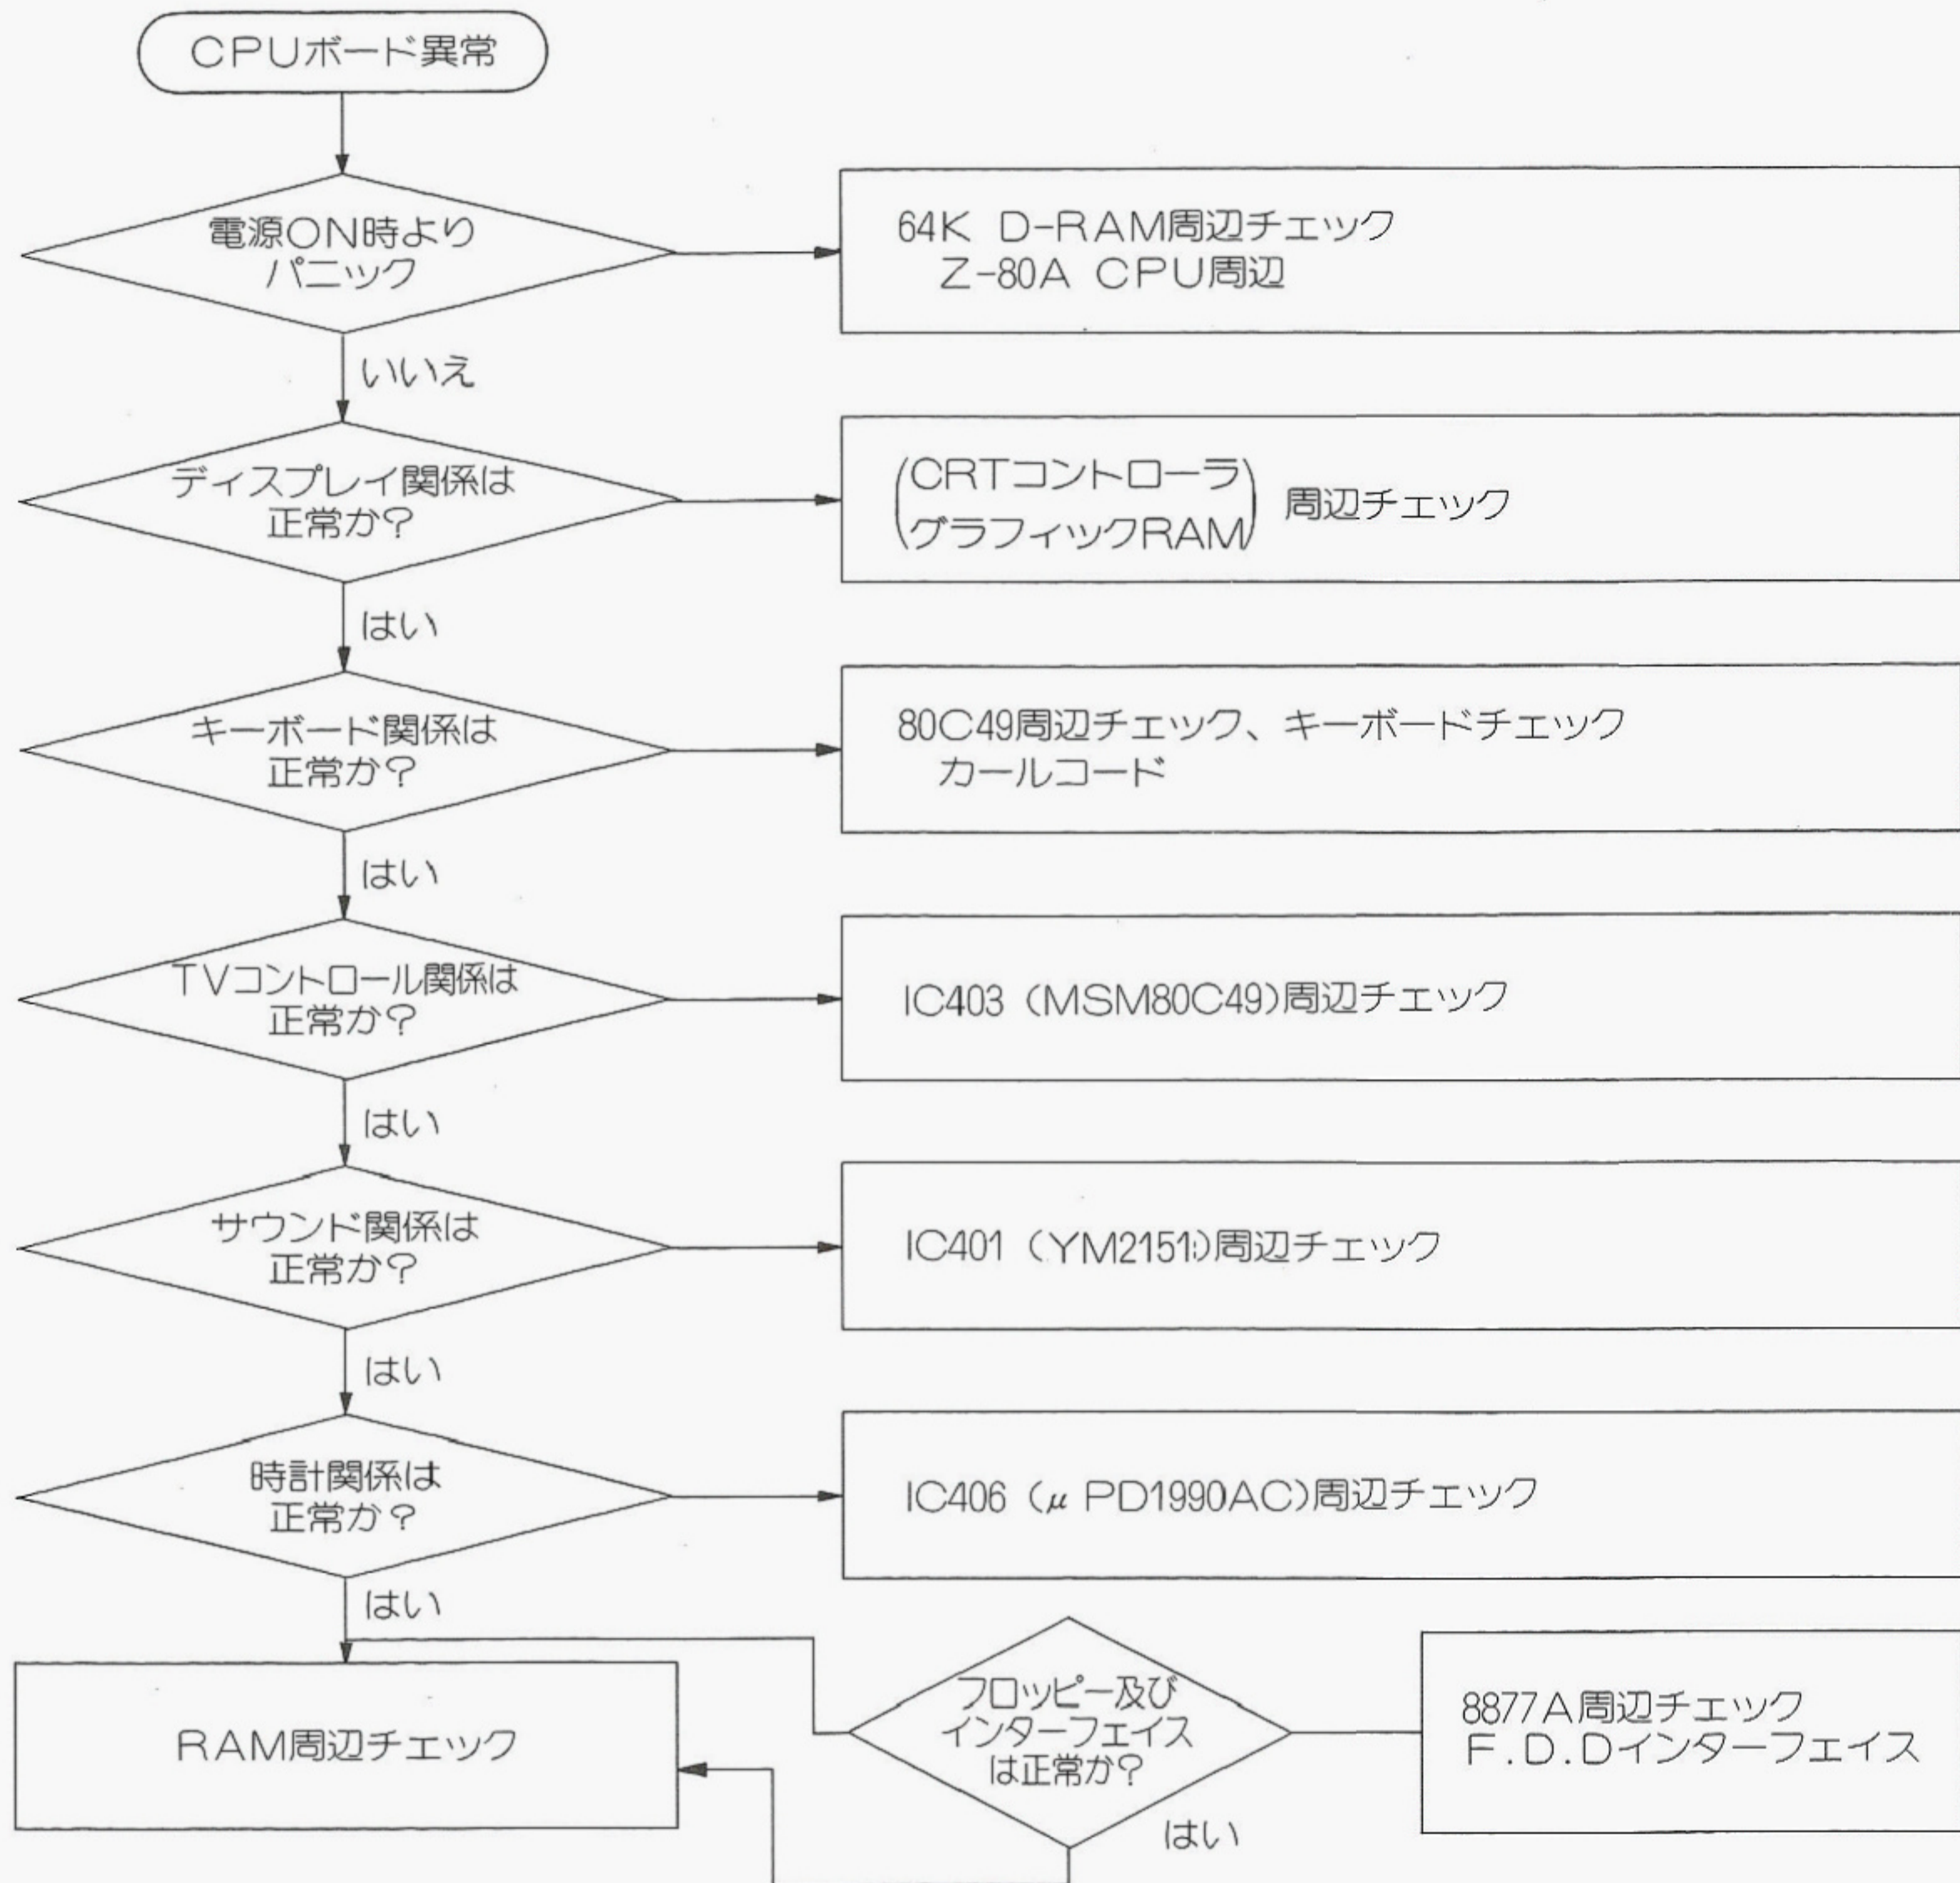 CPUボード異常
電源ON時より
パニック
64K D-RAM周辺チェック
Z-80A CPU周辺
いいえ
ディスプレイ関係は
正常か？
(CRTコントローラ
グラフィックRAM) 周辺チェック
はい
キーボード関係は
正常か？
80C49周辺チェック、キーボードチェック
カールコード
はい
TVコントロール関係は
正常か？
IC403 (MSM80C49)周辺チェック
はい
サウンド関係は
正常か？
IC401 (YM2151)周辺チェック
はい
時計関係は
正常か？
IC406 (μ PD1990AC)周辺チェック
はい
RAM周辺チェック
フロッピー及び
インターフェイス
は正常か？
はい
8877A周辺チェック
F.D.Dインターフェイス